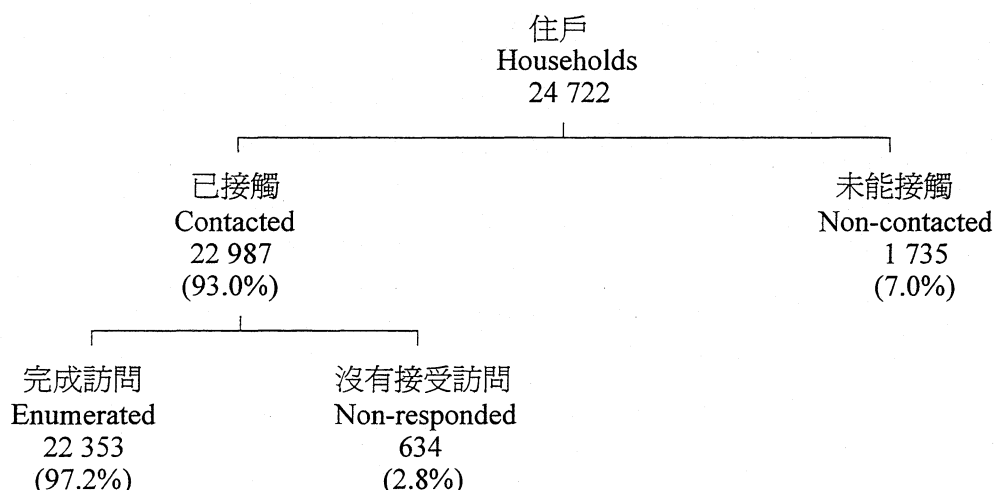 住戶
Households
24 722
已接觸
Contacted
22 987
(93.0%)
未能接觸
Non-contacted
1 735
(7.0%)
完成訪問
Enumerated
22 353
(97.2%)
沒有接受訪問
Non-responded
634
(2.8%)